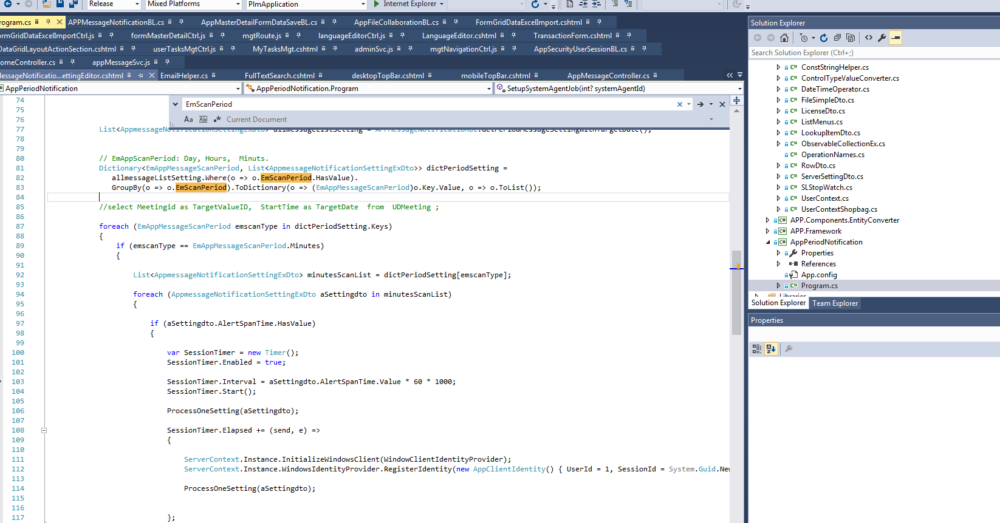 Release Mixed Platforms PlmApplication Internet Explorer
rogram.cs APPMessageNotificationBL.cs AppMasterDetailFormDataSaveBL.cs AppFileCollaborationBL.cs FormGridDataExcelImport.cshtml
ormGridDataExcelImportCtrl.js formMasterDetailCtrl.js mgtRoute.js languageEditorCtrl.js LanguageEditor.cshtml TransactionForm.cshtml
DataGridLayoutActionSection.cshtml userTasksMgtCtrl.js MyTasksMgt.cshtml adminSvc.js mgtNavigationCtrl.js AppSecurityUserSessionBL.cs
omeController.cs appMessageSvc.js
lessageNotificatio...ettingEditor.cshtml EmailHelper.cs FullTextSearch.cshtml desktopTopBar.cshtml mobileTopBar.cshtml AppMessageController.cs
AppPeriodNotification AppPeriodNotification.Program SetupSystemAgentJob(int? systemAgentId)
EmScanPeriod
Aa Ab Current Document
74
75
76
77 List<AppmessageNotificationSettingExDto> allmessageListSetting = APPMessageNotificationBL.GetPeriodMessageSettingWithTargetDate();
78
79
80 // EmAppScanPeriod: Day, Hours, Minuts.
81 Dictionary<EmAppMessageScanPeriod, List<AppmessageNotificationSettingExDto>> dictPeriodSetting =
82 allmessageListSetting.Where(o => o.EmScanPeriod.HasValue).
83 GroupBy(o => o.EmScanPeriod).ToDictionary(o => (EmAppMessageScanPeriod)o.Key.Value, o => o.ToList());
84
85 //select Meetingid as TargetValueID, StartTime as TargetDate from UDMeeting ;
86
87 foreach (EmAppMessageScanPeriod emscanType in dictPeriodSetting.Keys)
88 {
89 if (emscanType == EmAppMessageScanPeriod.Minutes)
90 {
91
92 List<AppmessageNotificationSettingExDto> minutesScanList = dictPeriodSetting[emscanType];
93
94 foreach (AppmessageNotificationSettingExDto aSettingdto in minutesScanList)
95 {
96
97 if (aSettingdto.AlertSpanTime.HasValue)
98 {
99
100 var SessionTimer = new Timer();
101 SessionTimer.Enabled = true;
102
103 SessionTimer.Interval = aSettingdto.AlertSpanTime.Value * 60 * 1000;
104 SessionTimer.Start();
105
106 ProcessOneSetting(aSettingdto);
107
108 SessionTimer.Elapsed += (send, e) =>
109 {
110
111 ServerContext.Instance.InitializeWindowsClient(WindowClientIdentityProvider);
112 ServerContext.Instance.WindowsIdentityProvider.RegisterIdentity(new AppClientIdentity() { UserId = 1, SessionId = System.Guid.New
113
114 ProcessOneSetting(aSettingdto);
115
116
117 };
Solution Explorer
Search Solution Explorer (Ctrl+;)
C# ConstStringHelper.cs
C# ControlTypeValueConverter.cs
C# DateTimeOperator.cs
C# FileSimpleDto.cs
C# LicenseDto.cs
C# ListMenus.cs
C# LookupItemDto.cs
C# ObservableCollectionEx.cs
C# OperationNames.cs
C# RowDto.cs
C# ServerSettingDto.cs
C# SLStopWatch.cs
C# UserContext.cs
C# UserContextShopbag.cs
C# APP.Components.EntityConverter
C# APP.Framework
C# AppPeriodNotification
Properties
References
App.config
C# Program.cs
Libraries
Solution Explorer Team Explorer
Properties